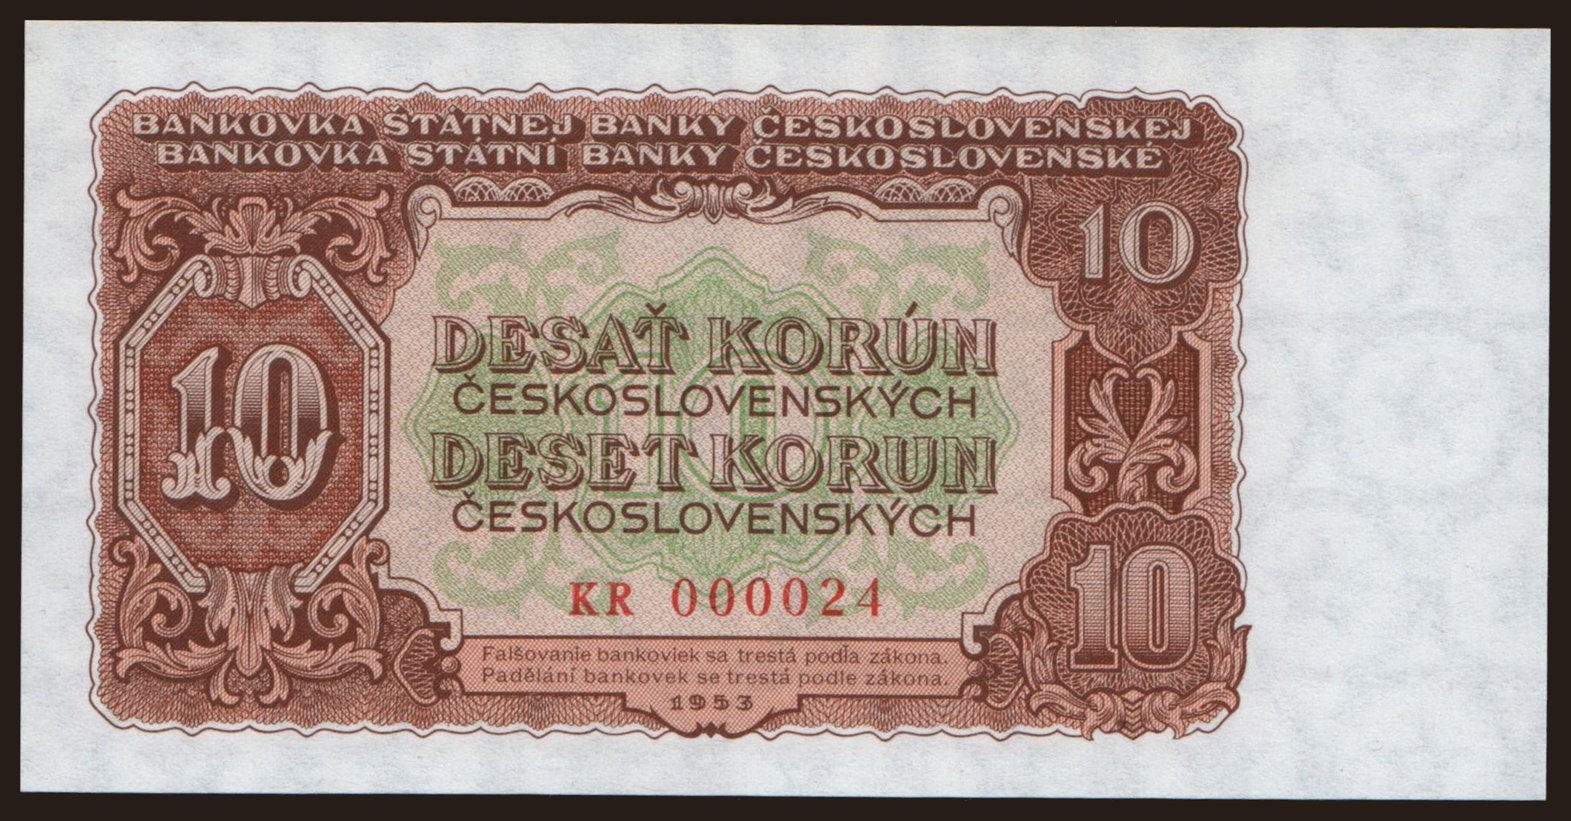 BANKOVKA ŠTÁTNEJ BANKY ČESKOSLOVENSKEJ
BANKOVKA STÁTNÍ BANKY ČESKOSLOVENSKÉ
10
10
DESAŤ KORÚN
ČESKOSLOVENSKÝCH
DESET KORUN
ČESKOSLOVENSKÝCH
10
KR 000024
10
Falšovanie bankoviek sa trestá podľa zákona.
Padělání bankovek se trestá podle zákona.
1953